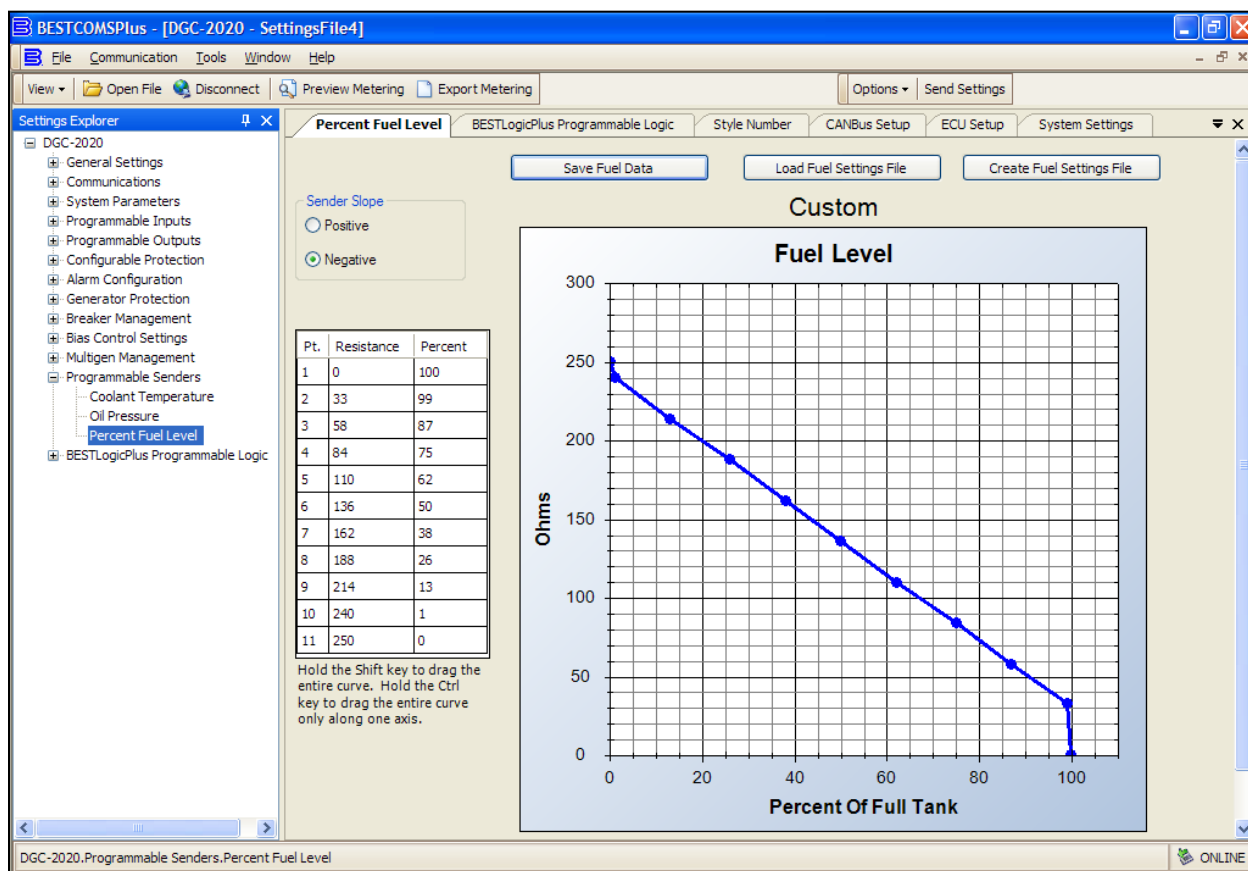 BESTCOMSPlus - [DGC-2020 - SettingsFile4]
File Communication Tools Window Help
View Open File Disconnect Preview Metering Export Metering Options Send Settings
Settings Explorer
DGC-2020
General Settings
Communications
System Parameters
Programmable Inputs
Programmable Outputs
Configurable Protection
Alarm Configuration
Generator Protection
Breaker Management
Bias Control Settings
Multigen Management
Programmable Senders
Coolant Temperature
Oil Pressure
Percent Fuel Level
BESTLogicPlus Programmable Logic
Percent Fuel Level BESTLogicPlus Programmable Logic Style Number CANBus Setup ECU Setup System Settings
Save Fuel Data Load Fuel Settings File Create Fuel Settings File
Sender Slope
Positive
Negative
Pt. Resistance Percent
1 0 100
2 33 99
3 58 87
4 84 75
5 110 62
6 136 50
7 162 38
8 188 26
9 214 13
10 240 1
11 250 0
Hold the Shift key to drag the
entire curve. Hold the Ctrl
key to drag the entire curve
only along one axis.
Custom
Fuel Level
300
250
200
150
100
50
0
Ohms
0 20 40 60 80 100
Percent Of Full Tank
DGC-2020.Programmable Senders.Percent Fuel Level ONLINE